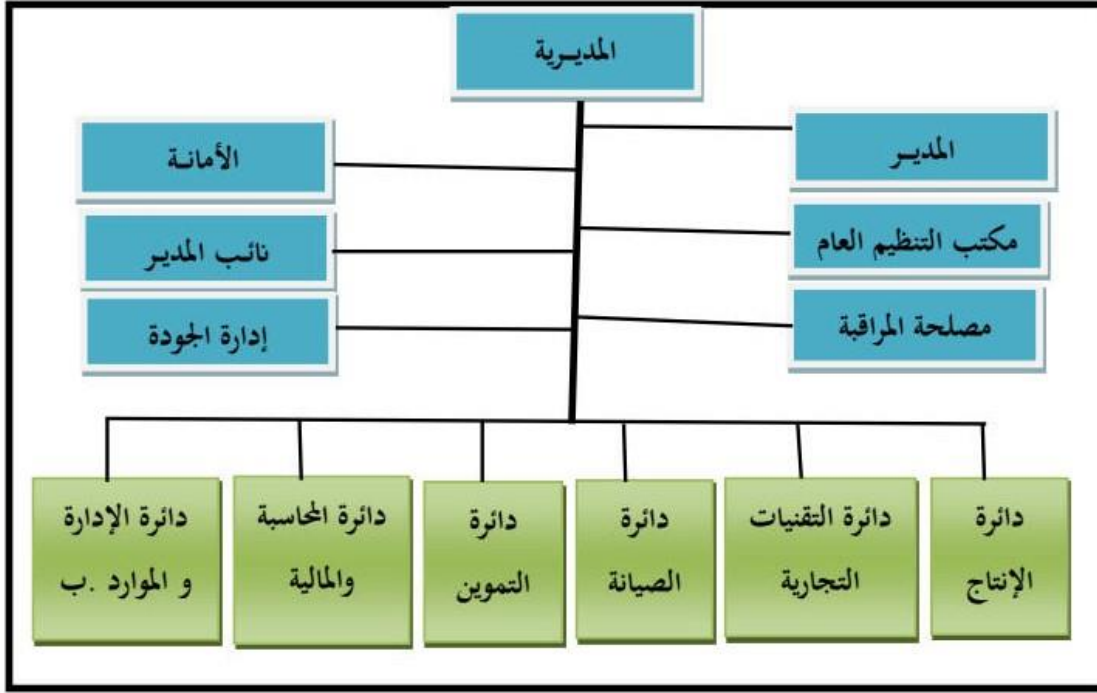 المديـرية
المديـر
الأمانـة
مكتب التنظيم العام
نائب المدير
مصلحة المراقبة
إدارة الجودة
دائرة
الإنتاج
دائرة التقنيات
التجارية
دائرة
الصيانة
دائرة
التموين
دائرة المحاسبة
والمالية
دائرة الإدارة
و الموارد .ب